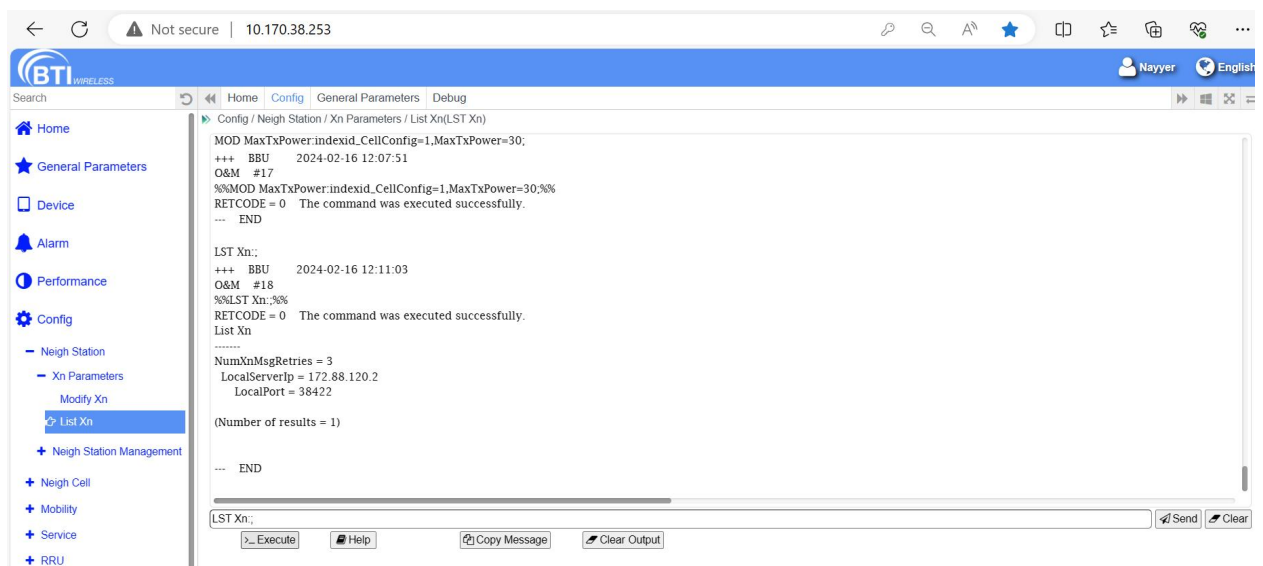 Not secure | 10.170.38.253
BTI WIRELESS
Nayyer English
Search Home Config General Parameters Debug
Config / Neigh Station / Xn Parameters / List Xn(LST Xn)
Home
General Parameters
Device
Alarm
Performance
Config
Neigh Station
Xn Parameters
Modify Xn
List Xn
Neigh Station Management
Neigh Cell
Mobility
Service
RRU
MOD MaxTxPower:indexid_CellConfig=1,MaxTxPower=30;
+++ BBU 2024-02-16 12:07:51
O&M #17
%%MOD MaxTxPower:indexid_CellConfig=1,MaxTxPower=30;%%
RETCODE = 0 The command was executed successfully.
--- END
LST Xn:;
+++ BBU 2024-02-16 12:11:03
O&M #18
%%LST Xn:;%%
RETCODE = 0 The command was executed successfully.
List Xn
-------
NumXnMsgRetries = 3
LocalServerIp = 172.88.120.2
LocalPort = 38422
(Number of results = 1)
--- END
LST Xn:; Send Clear
>_ Execute Help Copy Message Clear Output